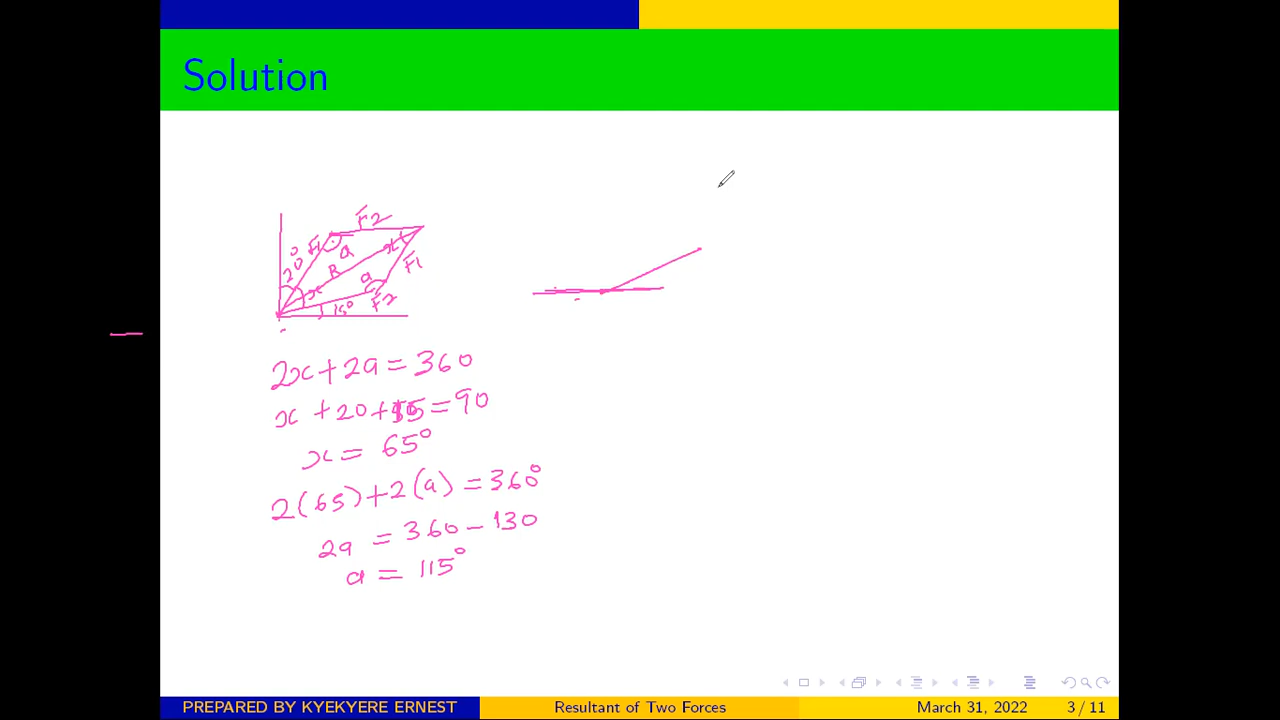 Solution
F2
20°
F1
a
x
R
F1
x
a
15°
F2
2x+2a=360
x+20+15=90
x=65°
2(65)+2(a)=360°
2a=360-130
a=115°
PREPARED BY KYEKYERE ERNEST
Resultant of Two Forces
March 31, 2022
3 / 11